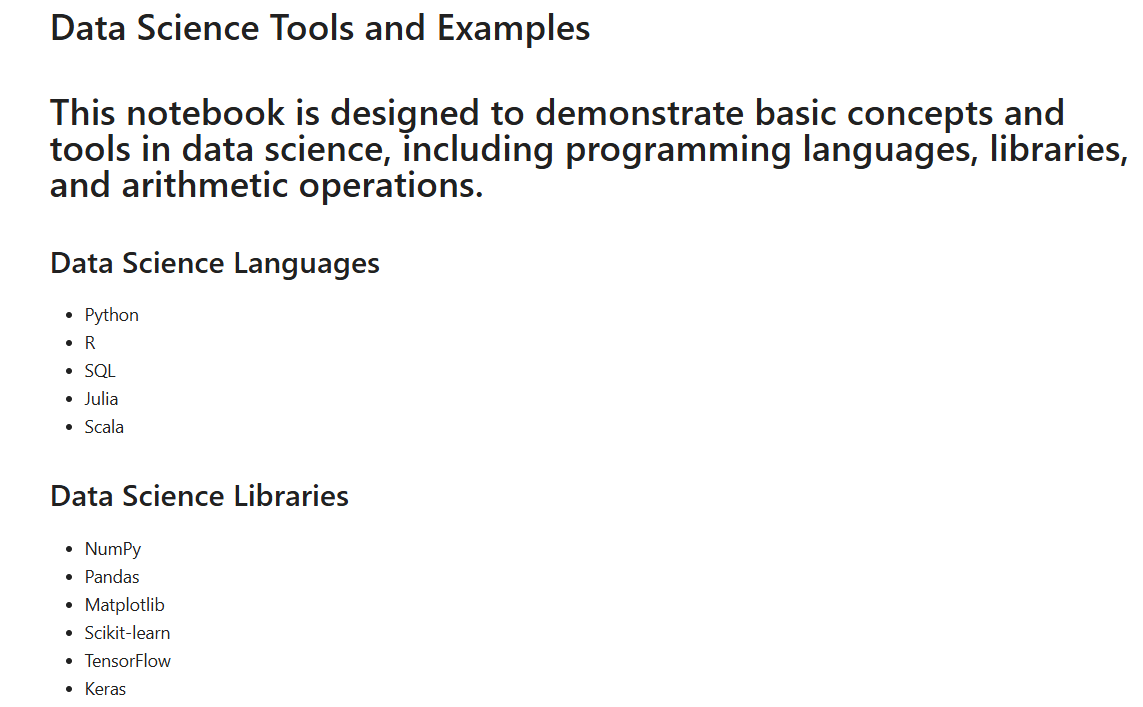 Data Science Tools and Examples
This notebook is designed to demonstrate basic concepts and
tools in data science, including programming languages, libraries,
and arithmetic operations.
Data Science Languages
• Python
• R
• SQL
• Julia
• Scala
Data Science Libraries
• NumPy
• Pandas
• Matplotlib
• Scikit-learn
• TensorFlow
• Keras